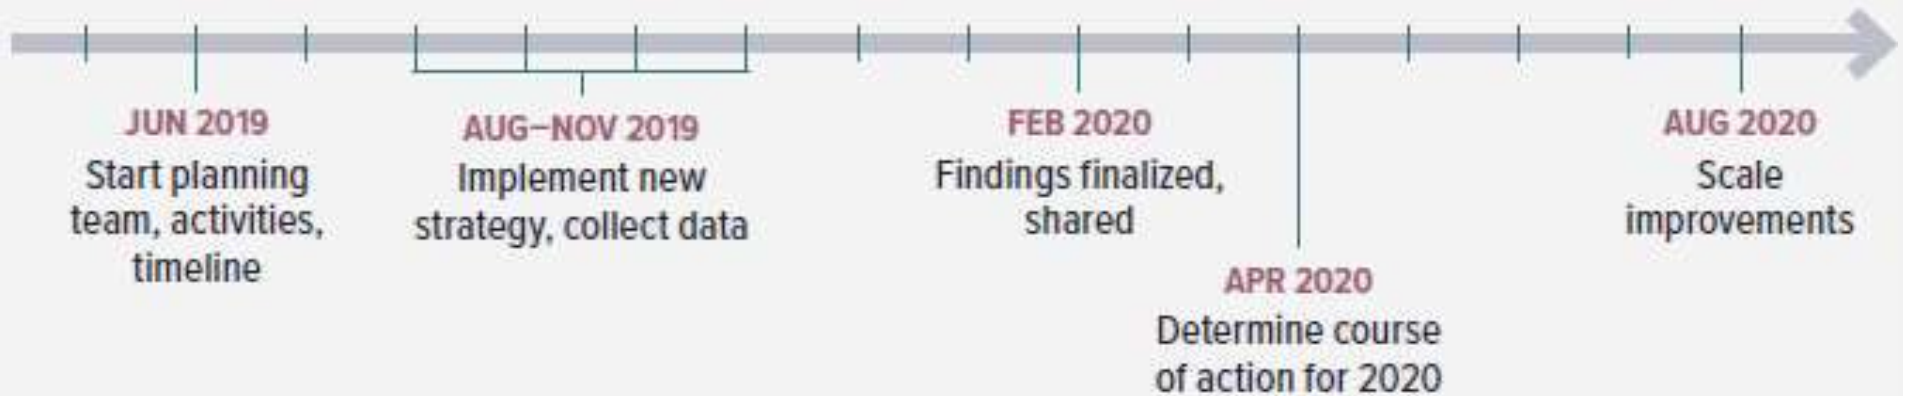 JUN 2019
Start planning
team, activities,
timeline
AUG–NOV 2019
Implement new
strategy, collect data
FEB 2020
Findings finalized,
shared
APR 2020
Determine course
of action for 2020
AUG 2020
Scale
improvements